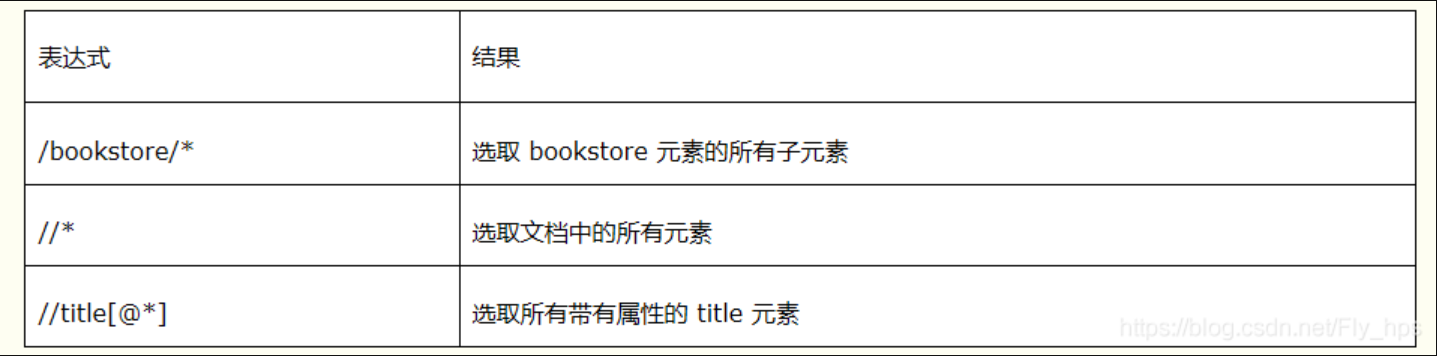 表达式 结果
/bookstore/* 选取 bookstore 元素的所有子元素
//* 选取文档中的所有元素
//title[@*] 选取所有带有属性的 title 元素
https://blog.csdn.net/Fly_hps